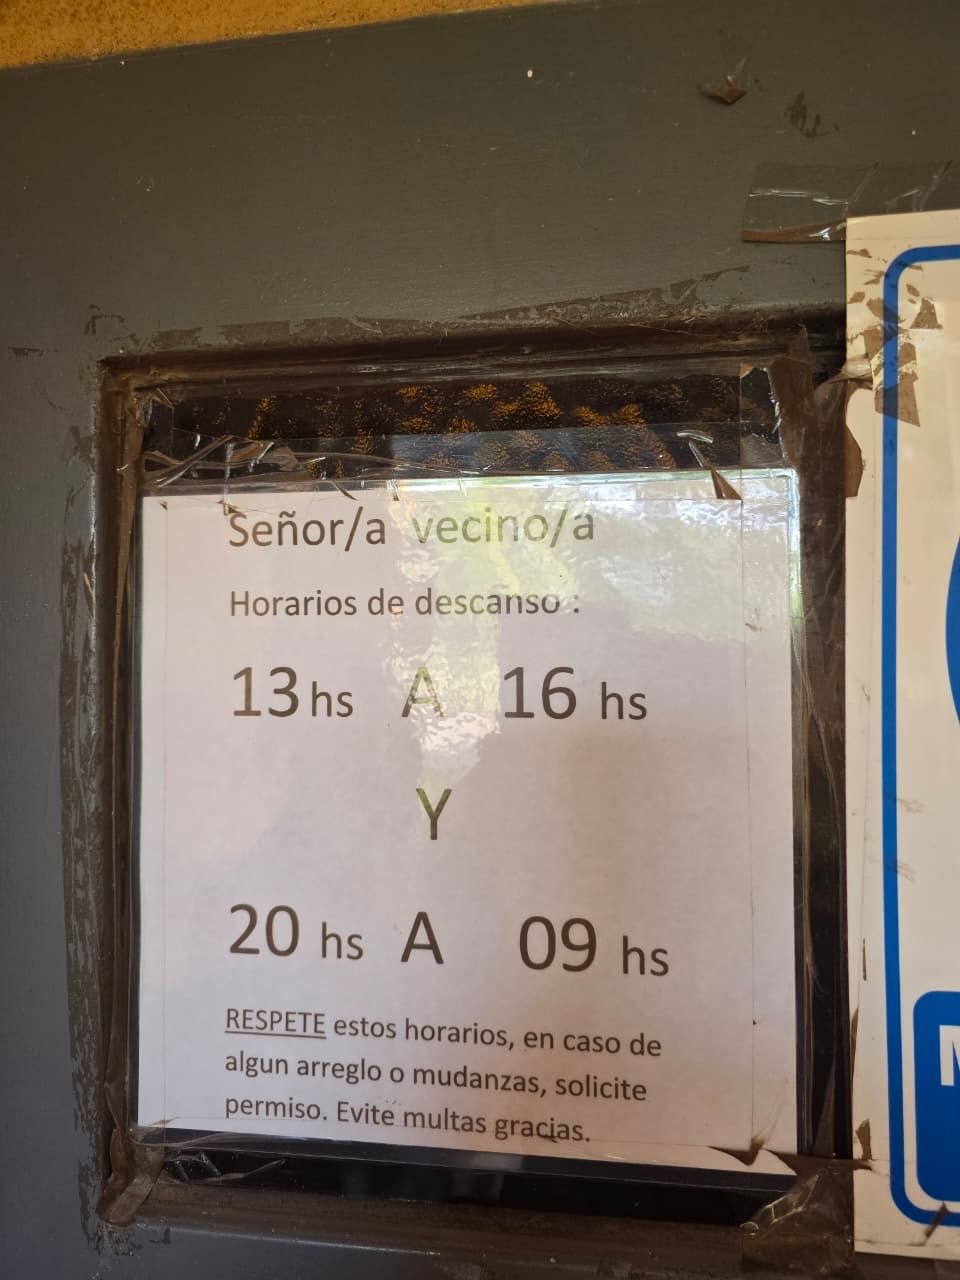 Señor/a vecino/a
Horarios de descanso :
13 hs A 16 hs
Y
20 hs A 09 hs
RESPETE estos horarios, en caso de
algun arreglo o mudanzas, solicite
permiso. Evite multas gracias.